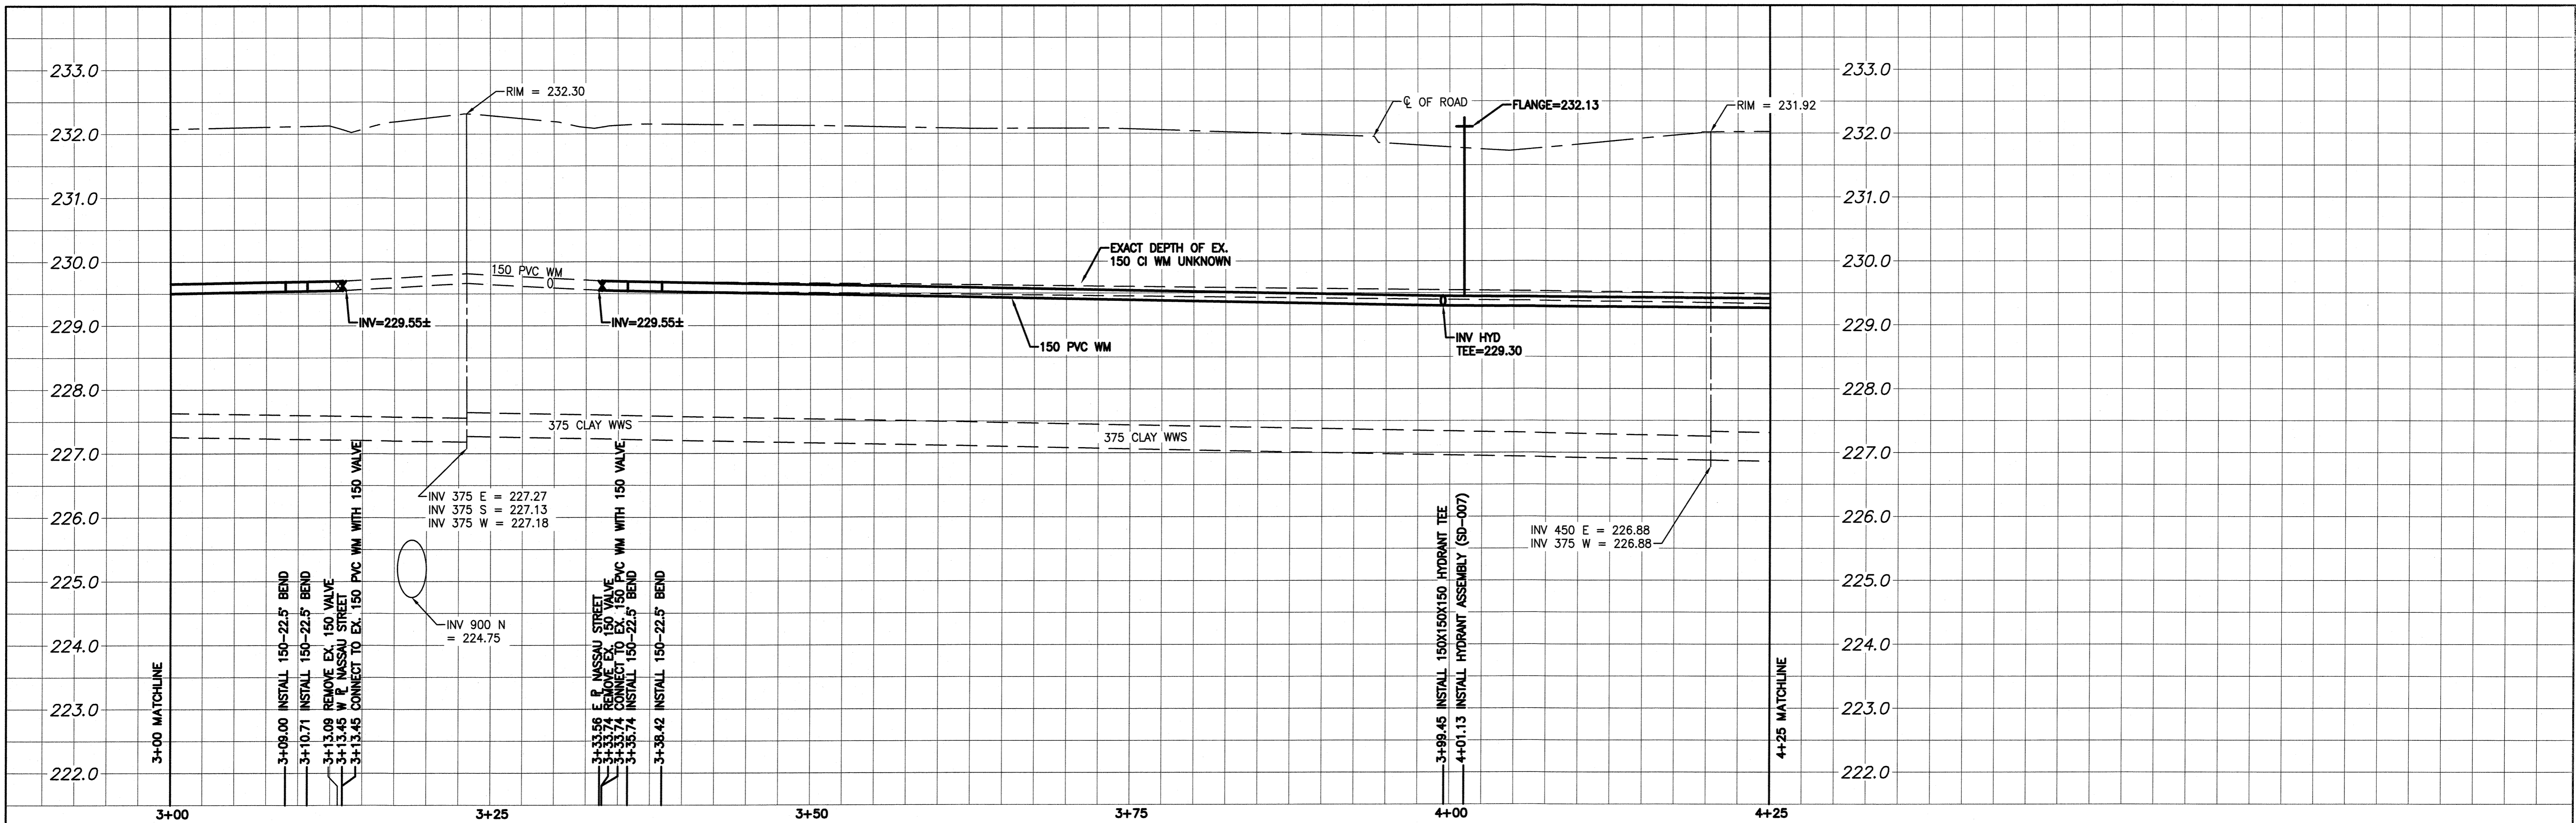 233.0
232.0
231.0
230.0
229.0
228.0
227.0
226.0
225.0
224.0
223.0
222.0
RIM = 232.30
℄ OF ROAD
FLANGE=232.13
RIM = 231.92
150 PVC WM
EXACT DEPTH OF EX.
150 CI WM UNKNOWN
INV=229.55±
INV=229.55±
150 PVC WM
INV HYD
TEE=229.30
375 CLAY WWS
375 CLAY WWS
INV 375 E = 227.27
INV 375 S = 227.13
INV 375 W = 227.18
INV 450 E = 226.88
INV 375 W = 226.88
INV 900 N
= 224.75
3+00 MATCHLINE
3+09.00 INSTALL 150-22.5° BEND
3+10.71 INSTALL 150-22.5° BEND
3+13.09 REMOVE EX. 150 VALVE
3+13.45 W ⅊ NASSAU STREET
3+13.45 CONNECT TO EX. 150 PVC WM WITH 150 VALVE
3+33.56 E ⅊ NASSAU STREET
3+33.74 REMOVE EX. 150 VALVE
3+33.74 CONNECT TO EX. 150 PVC WM WITH 150 VALVE
3+35.74 INSTALL 150-22.5° BEND
3+38.42 INSTALL 150-22.5° BEND
3+99.45 INSTALL 150X150X150 HYDRANT TEE
4+01.13 INSTALL HYDRANT ASSEMBLY (SD-007)
4+25 MATCHLINE
233.0
232.0
231.0
230.0
229.0
228.0
227.0
226.0
225.0
224.0
223.0
222.0
3+00
3+25
3+50
3+75
4+00
4+25